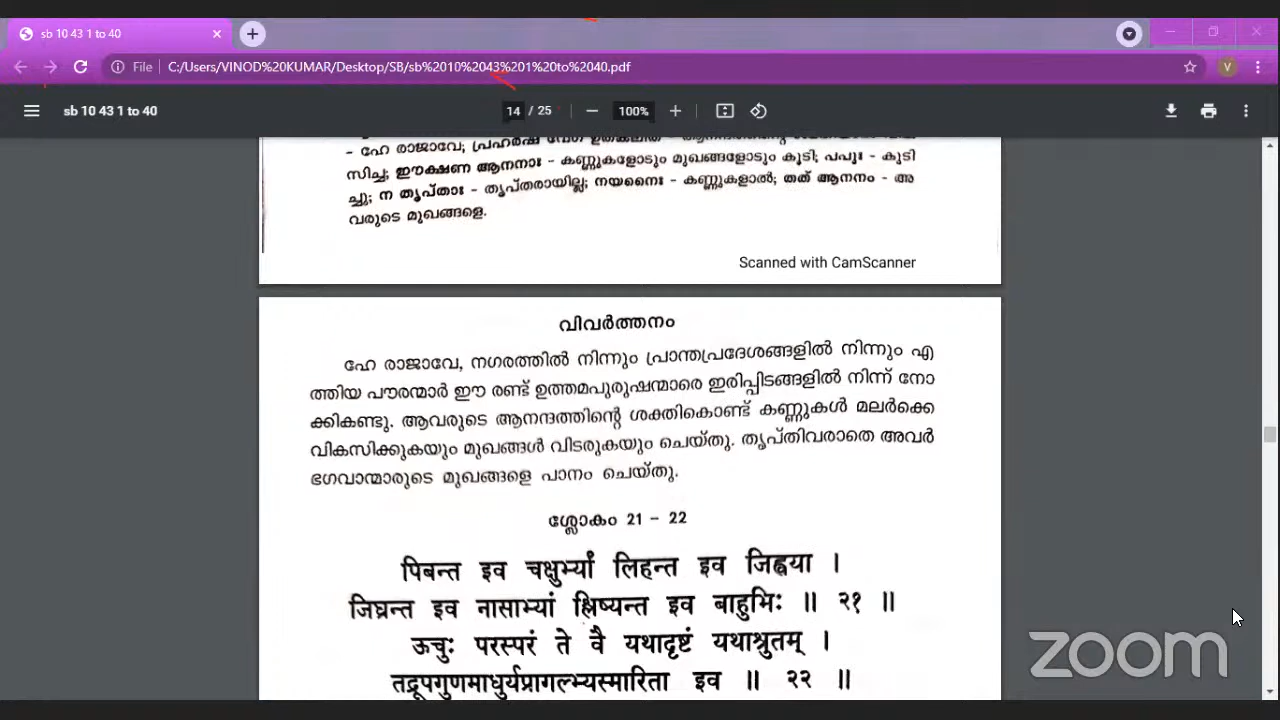 sb 10 43 1 to 40
File C:/Users/VINOD%20KUMAR/Desktop/SB/sb%2010%2043%201%20to%2040.pdf
V
sb 10 43 1 to 40
14 / 25
100%
– ഹേ രാജാവേ; പ്രഹർഷ വേഗ ഉത്കലിത –
സിച്ച; ഈക്ഷണ ആനനാഃ – കണ്ണുകളോടും മുഖങ്ങളോടും കൂടി; പപുഃ – കുടി
ച്ചു; ന തൃപ്താഃ – തൃപ്തരായില്ല; നയനൈഃ – കണ്ണുകളാൽ; തത് ആനനം – അ
വരുടെ മുഖങ്ങളെ.
Scanned with CamScanner
വിവർത്തനം
ഹേ രാജാവേ, നഗരത്തിൽ നിന്നും പ്രാന്തപ്രദേശങ്ങളിൽ നിന്നും എ
ത്തിയ പൗരന്മാർ ഈ രണ്ട് ഉത്തമപുരുഷന്മാരെ ഇരിപ്പിടങ്ങളിൽ നിന്ന് നോ
ക്കികണ്ടു. ആവരുടെ ആനന്ദത്തിന്റെ ശക്തികൊണ്ട് കണ്ണുകൾ മലർക്കെ
വികസിക്കുകയും മുഖങ്ങൾ വിടരുകയും ചെയ്തു. തൃപ്തിവരാതെ അവർ
ഭഗവാന്മാരുടെ മുഖങ്ങളെ പാനം ചെയ്തു.
ശ്ലോകം 21 – 22
पिबन्त इव चक्षुर्भ्यां लिहन्त इव जिह्वया ।
जिघ्रन्त इव नासाभ्यां श्लिष्यन्त इव बाहुभिः ॥ २१ ॥
ऊचुः परस्परं ते वै यथादृष्टं यथाश्रुतम् ।
तद्रूपगुणमाधुर्यप्रागल्भ्यस्मारिता इव ॥ २२ ॥
zoom